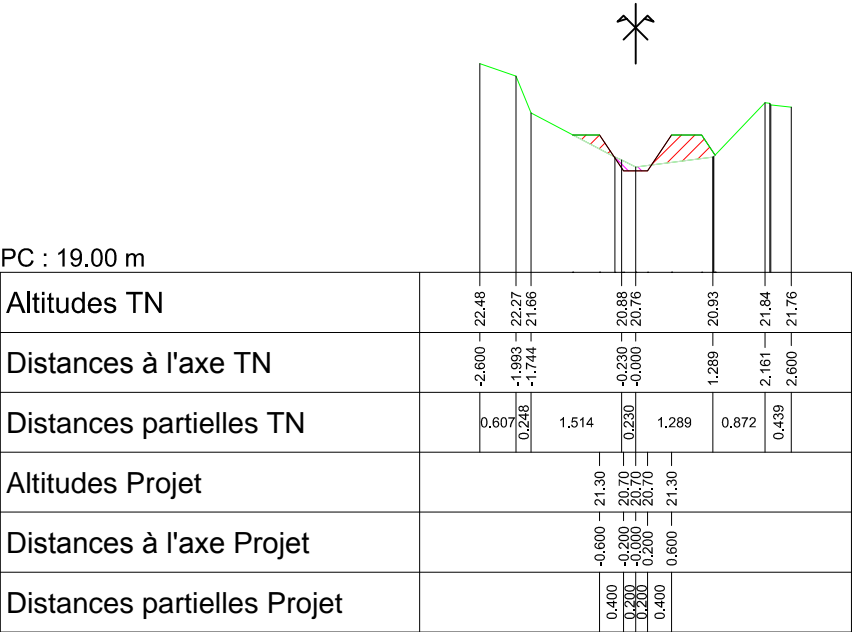 PC : 19.00 m
Altitudes TN
22.48 22.27 21.66 20.88 20.76 20.93 21.84 21.76
Distances à l'axe TN
-2.600 -1.993 -1.744 -0.230 -0.000 1.289 2.161 2.600
Distances partielles TN
0.607 0.248 1.514 0.230 1.289 0.872 0.439
Altitudes Projet
21.30 20.70 20.70 20.70 21.30
Distances à l'axe Projet
-0.600 -0.200 -0.000 0.200 0.600
Distances partielles Projet
0.400 0.200 0.200 0.400